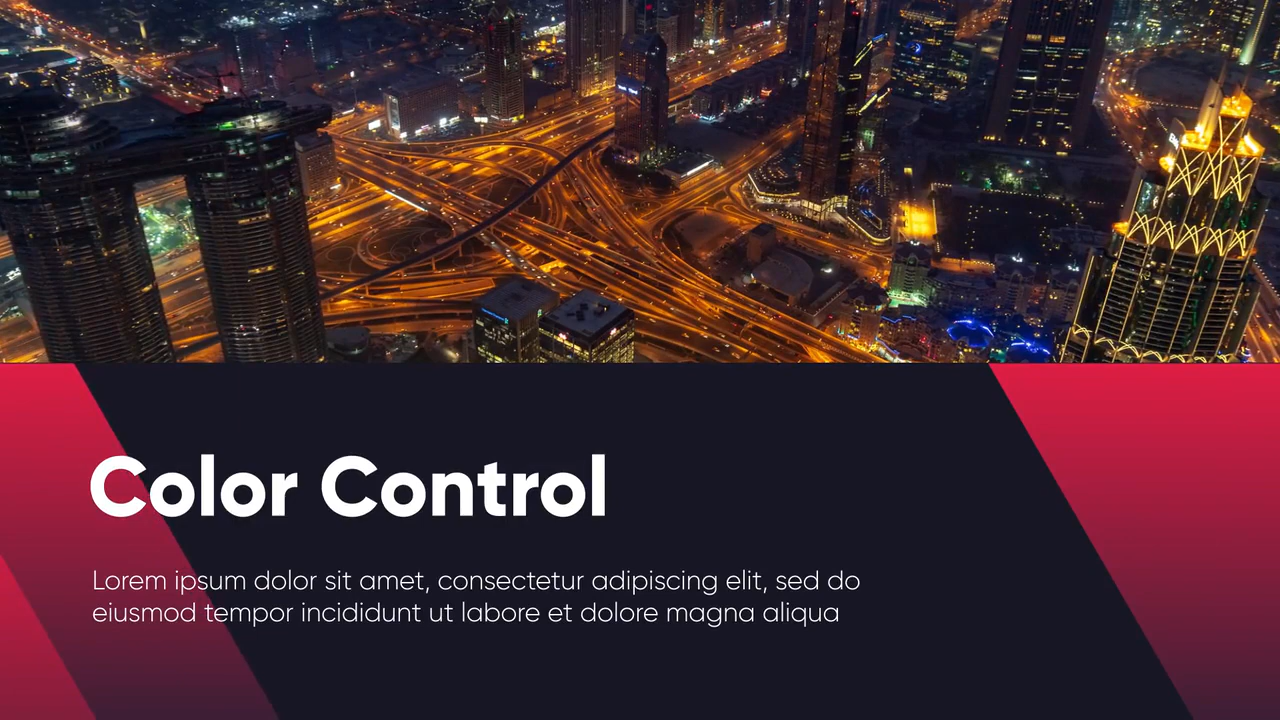 Color Control
Lorem ipsum dolor sit amet, consectetur adipiscing elit, sed do
eiusmod tempor incididunt ut labore et dolore magna aliqua